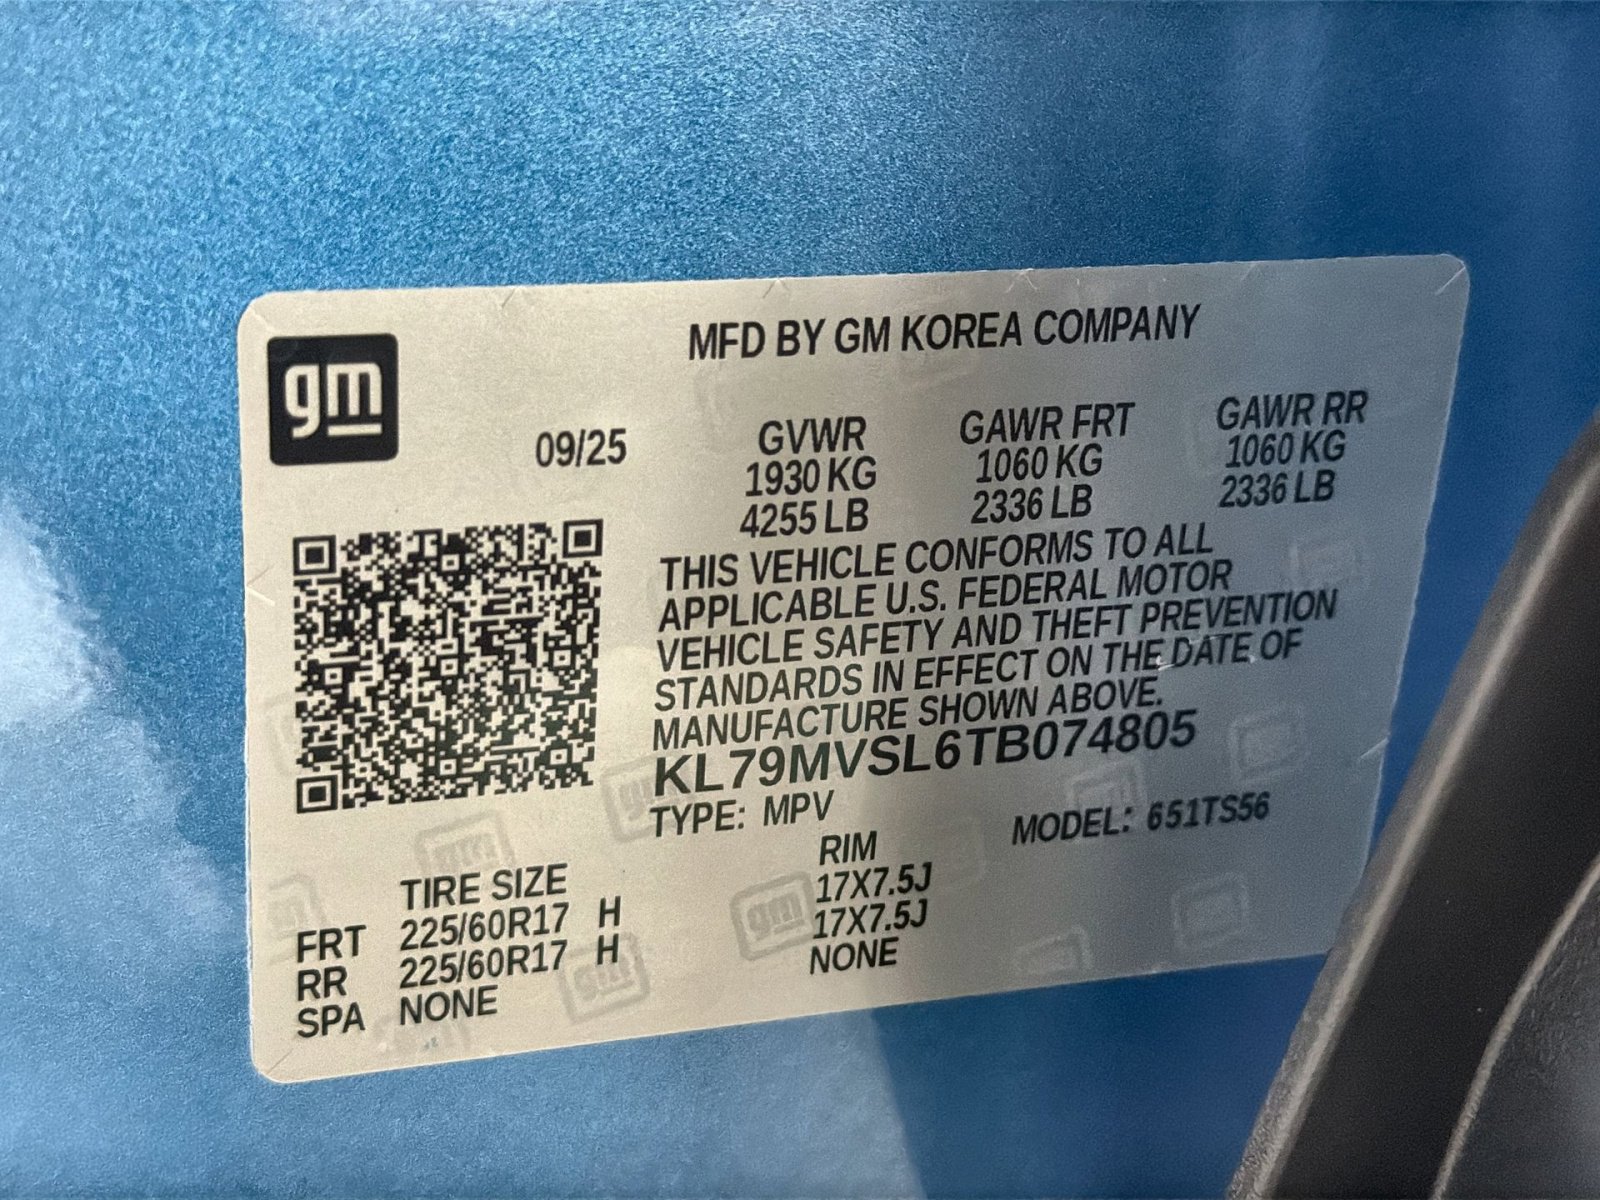 gm
MFD BY GM KOREA COMPANY
09/25
GVWR GAWR FRT GAWR RR
1930 KG 1060 KG 1060 KG
4255 LB 2336 LB 2336 LB
THIS VEHICLE CONFORMS TO ALL
APPLICABLE U.S. FEDERAL MOTOR
VEHICLE SAFETY AND THEFT PREVENTION
STANDARDS IN EFFECT ON THE DATE OF
MANUFACTURE SHOWN ABOVE.
KL79MVSL6TB074805
TYPE: MPV MODEL: 651TS56
TIRE SIZE RIM
FRT 225/60R17 H 17X7.5J
RR 225/60R17 H 17X7.5J
SPA NONE NONE